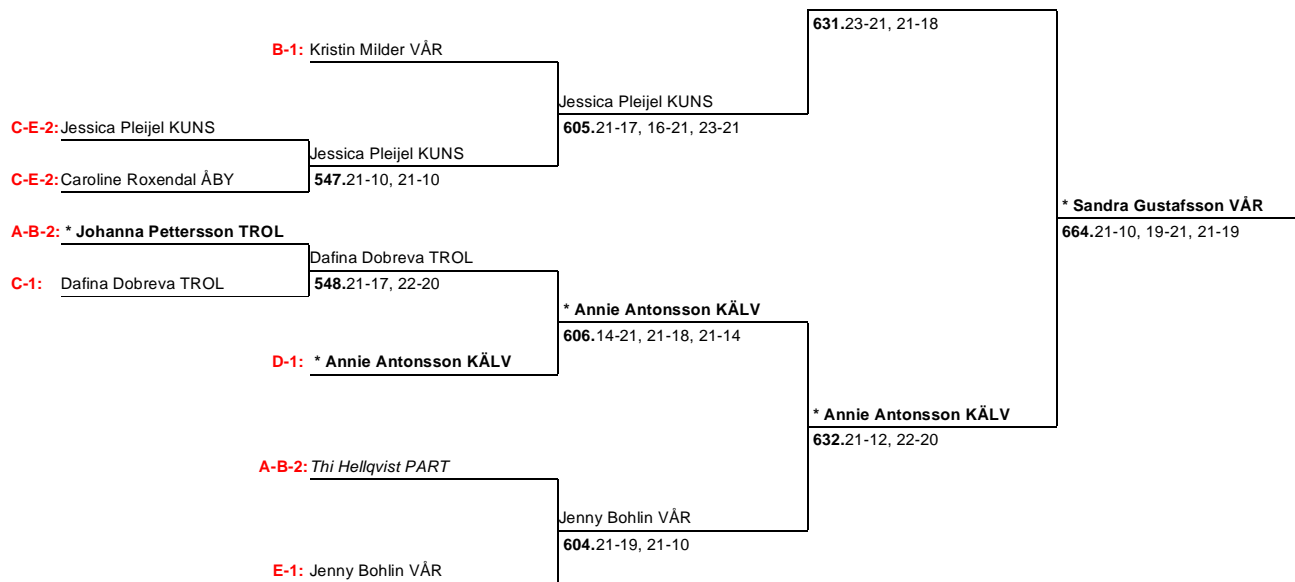 631.23-21, 21-18
B-1: Kristin Milder VÅR
Jessica Pleijel KUNS
C-E-2: Jessica Pleijel KUNS
605.21-17, 16-21, 23-21
Jessica Pleijel KUNS
C-E-2: Caroline Roxendal ÅBY
547.21-10, 21-10
* Sandra Gustafsson VÅR
A-B-2: * Johanna Pettersson TROL
664.21-10, 19-21, 21-19
Dafina Dobreva TROL
C-1: Dafina Dobreva TROL
548.21-17, 22-20
* Annie Antonsson KÄLV
606.14-21, 21-18, 21-14
D-1: * Annie Antonsson KÄLV
* Annie Antonsson KÄLV
632.21-12, 22-20
A-B-2: Thi Hellqvist PART
Jenny Bohlin VÅR
604.21-19, 21-10
E-1: Jenny Bohlin VÅR